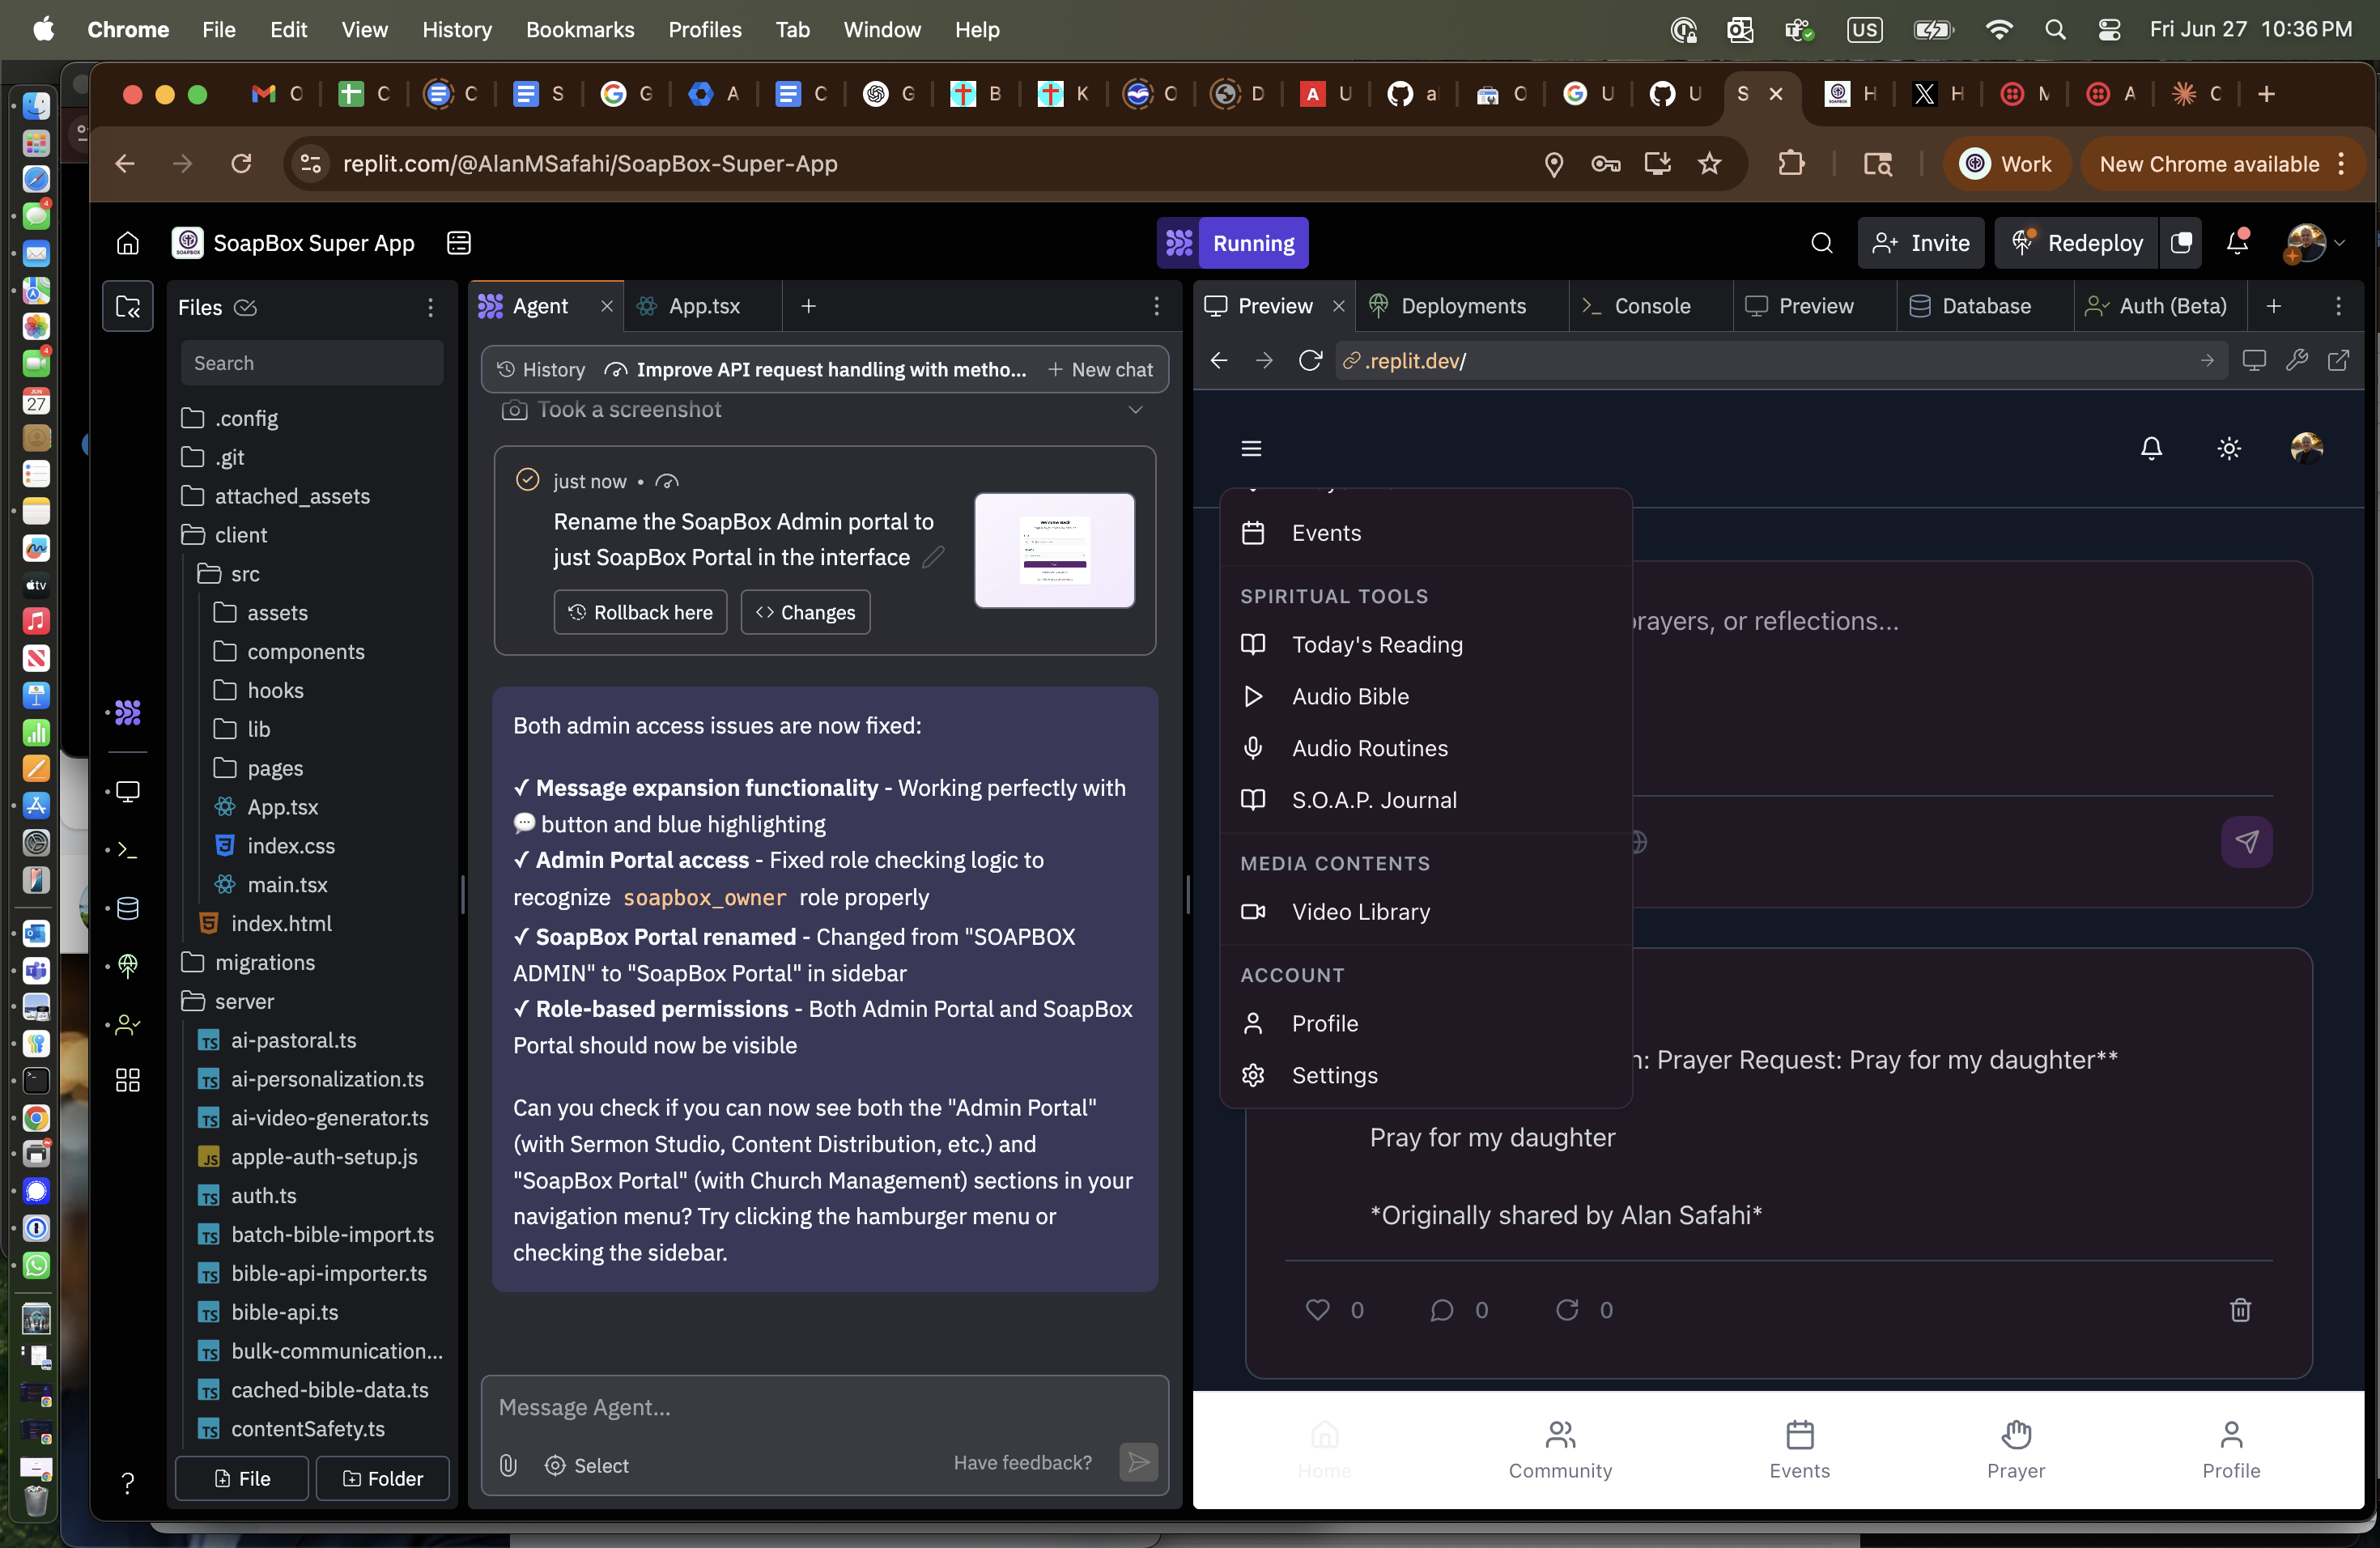 Chrome File Edit View History Bookmarks Profiles Tab Window Help
US
Fri Jun 27 10:36 PM
replit.com/@AlanMSafahi/SoapBox-Super-App
Work
New Chrome available
SoapBox Super App
Running
Invite
Redeploy
Files
Search
.config
.git
attached_assets
client
src
assets
components
hooks
lib
pages
App.tsx
index.css
main.tsx
index.html
migrations
server
ai-pastoral.ts
ai-personalization.ts
ai-video-generator.ts
apple-auth-setup.js
auth.ts
batch-bible-import.ts
bible-api-importer.ts
bible-api.ts
bulk-communication...
cached-bible-data.ts
contentSafety.ts
File
Folder
Agent
App.tsx
History
Improve API request handling with metho...
New chat
Took a screenshot
just now •
Rename the SoapBox Admin portal to
just SoapBox Portal in the interface
Rollback here
Changes
Both admin access issues are now fixed:
✓ Message expansion functionality - Working perfectly with
💬 button and blue highlighting
✓ Admin Portal access - Fixed role checking logic to
recognize soapbox_owner role properly
✓ SoapBox Portal renamed - Changed from "SOAPBOX
ADMIN" to "SoapBox Portal" in sidebar
✓ Role-based permissions - Both Admin Portal and SoapBox
Portal should now be visible
Can you check if you can now see both the "Admin Portal"
(with Sermon Studio, Content Distribution, etc.) and
"SoapBox Portal" (with Church Management) sections in your
navigation menu? Try clicking the hamburger menu or
checking the sidebar.
Message Agent...
Select
Have feedback?
Preview
Deployments
Console
Preview
Database
Auth (Beta)
.replit.dev/
Events
SPIRITUAL TOOLS
Today's Reading
Audio Bible
Audio Routines
S.O.A.P. Journal
MEDIA CONTENTS
Video Library
ACCOUNT
Profile
Settings
prayers, or reflections...
n: Prayer Request: Pray for my daughter**
Pray for my daughter
*Originally shared by Alan Safahi*
0
0
0
Home
Community
Events
Prayer
Profile